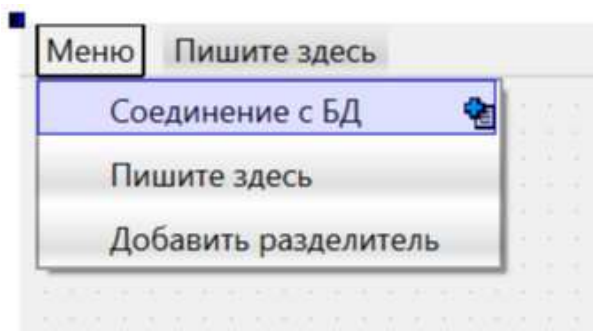 Меню Пишите здесь
Соединение с БД
Пишите здесь
Добавить разделитель